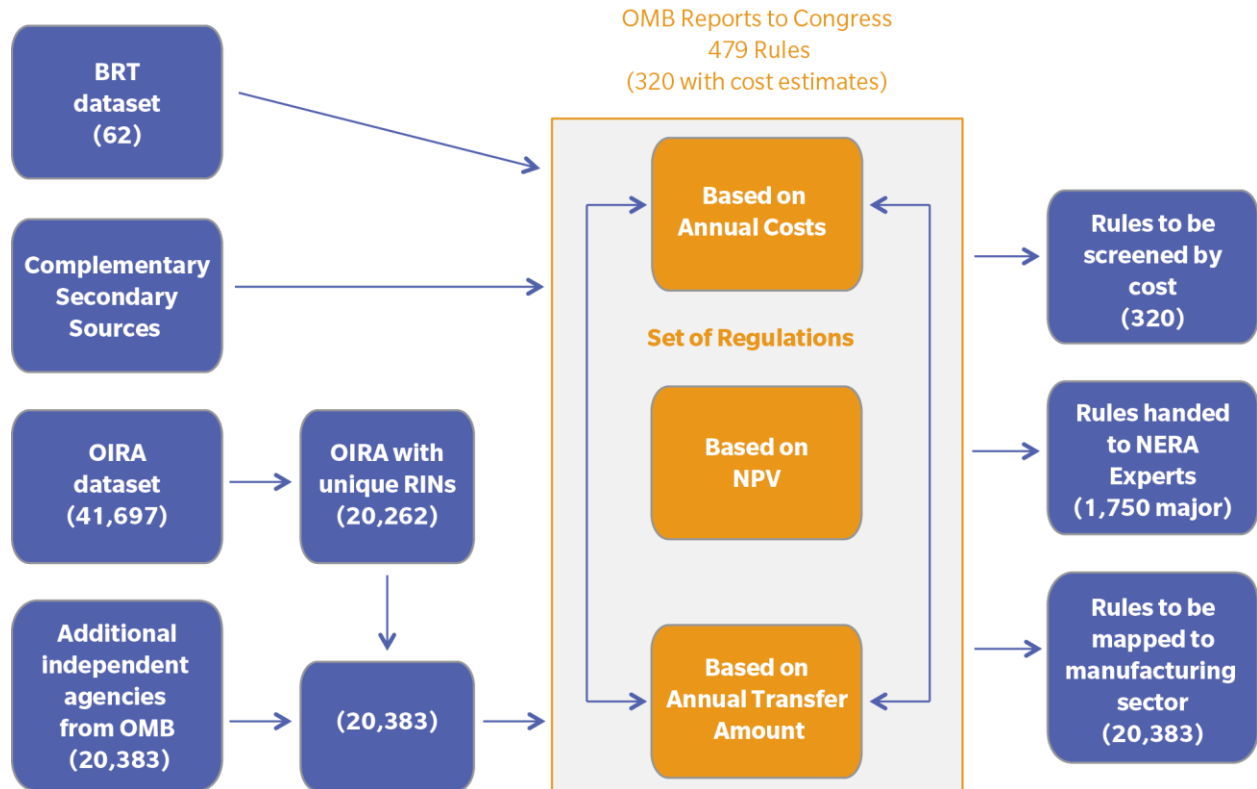 OMB Reports to Congress
479 Rules
(320 with cost estimates)
BRT
dataset
(62)
Complementary
Secondary
Sources
OIRA
dataset
(41,697)
OIRA with
unique RINs
(20,262)
Additional
independent
agencies
from OMB
(20,383)
(20,383)
Based on
Annual Costs
Set of Regulations
Based on
NPV
Based on
Annual Transfer
Amount
Rules to be
screened by
cost
(320)
Rules handed
to NERA
Experts
(1,750 major)
Rules to be
mapped to
manufacturing
sector
(20,383)